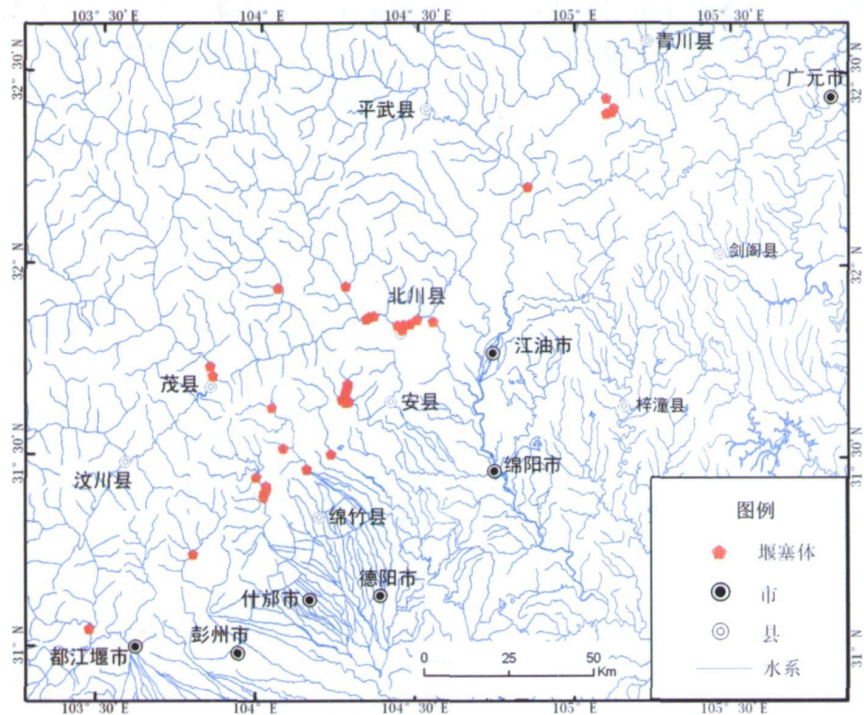 103° 30′ E 104° E 104° 30′ E 105° E 105° 30′ E
青川县
32° 30′ N
32° 30′ N
广元市
平武县
剑阁县
32° N
32° N
北川县
江油市
茂县
安县
梓潼县
31° 30′ N
31° 30′ N
汶川县
绵阳市
绵竹县
图例
堰塞体
市
县
水系
德阳市
什邡市
彭州市
都江堰市
31° N
31° N
0 25 50
Km
103° 30′ E 104° E 104° 30′ E 105° E 105° 30′ E